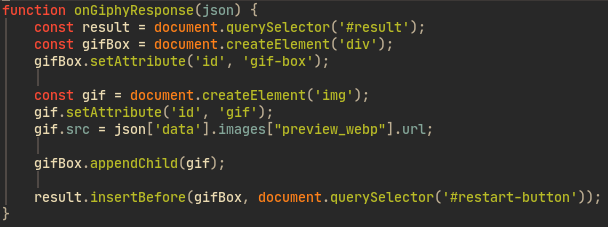 function onGiphyResponse(json) {
    const result = document.querySelector('#result');
    const gifBox = document.createElement('div');
    gifBox.setAttribute('id', 'gif-box');
    const gif = document.createElement('img');
    gif.setAttribute('id', 'gif');
    gif.src = json['data'].images["preview_webp"].url;
    gifBox.appendChild(gif);
    result.insertBefore(gifBox, document.querySelector('#restart-button'));
}